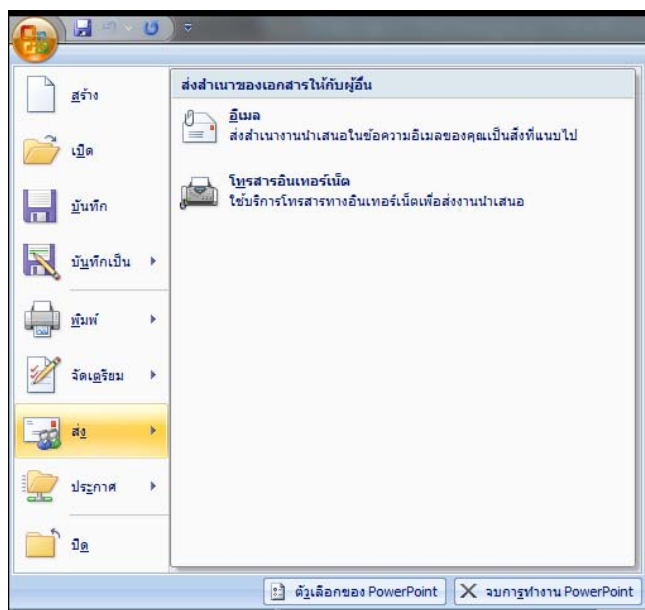 สร้าง
เปิด
บันทึก
บันทึกเป็น
พิมพ์
จัดเตรียม
ส่ง
ประกาศ
ปิด
ส่งสำเนาของเอกสารให้กับผู้อื่น
อีเมล
ส่งสำเนางานนำเสนอในข้อความอีเมลของคุณเป็นสิ่งที่แนบไป
โทรสารอินเทอร์เน็ต
ใช้บริการโทรสารทางอินเทอร์เน็ตเพื่อส่งงานนำเสนอ
ตัวเลือกของ PowerPoint
จบการทำงาน PowerPoint